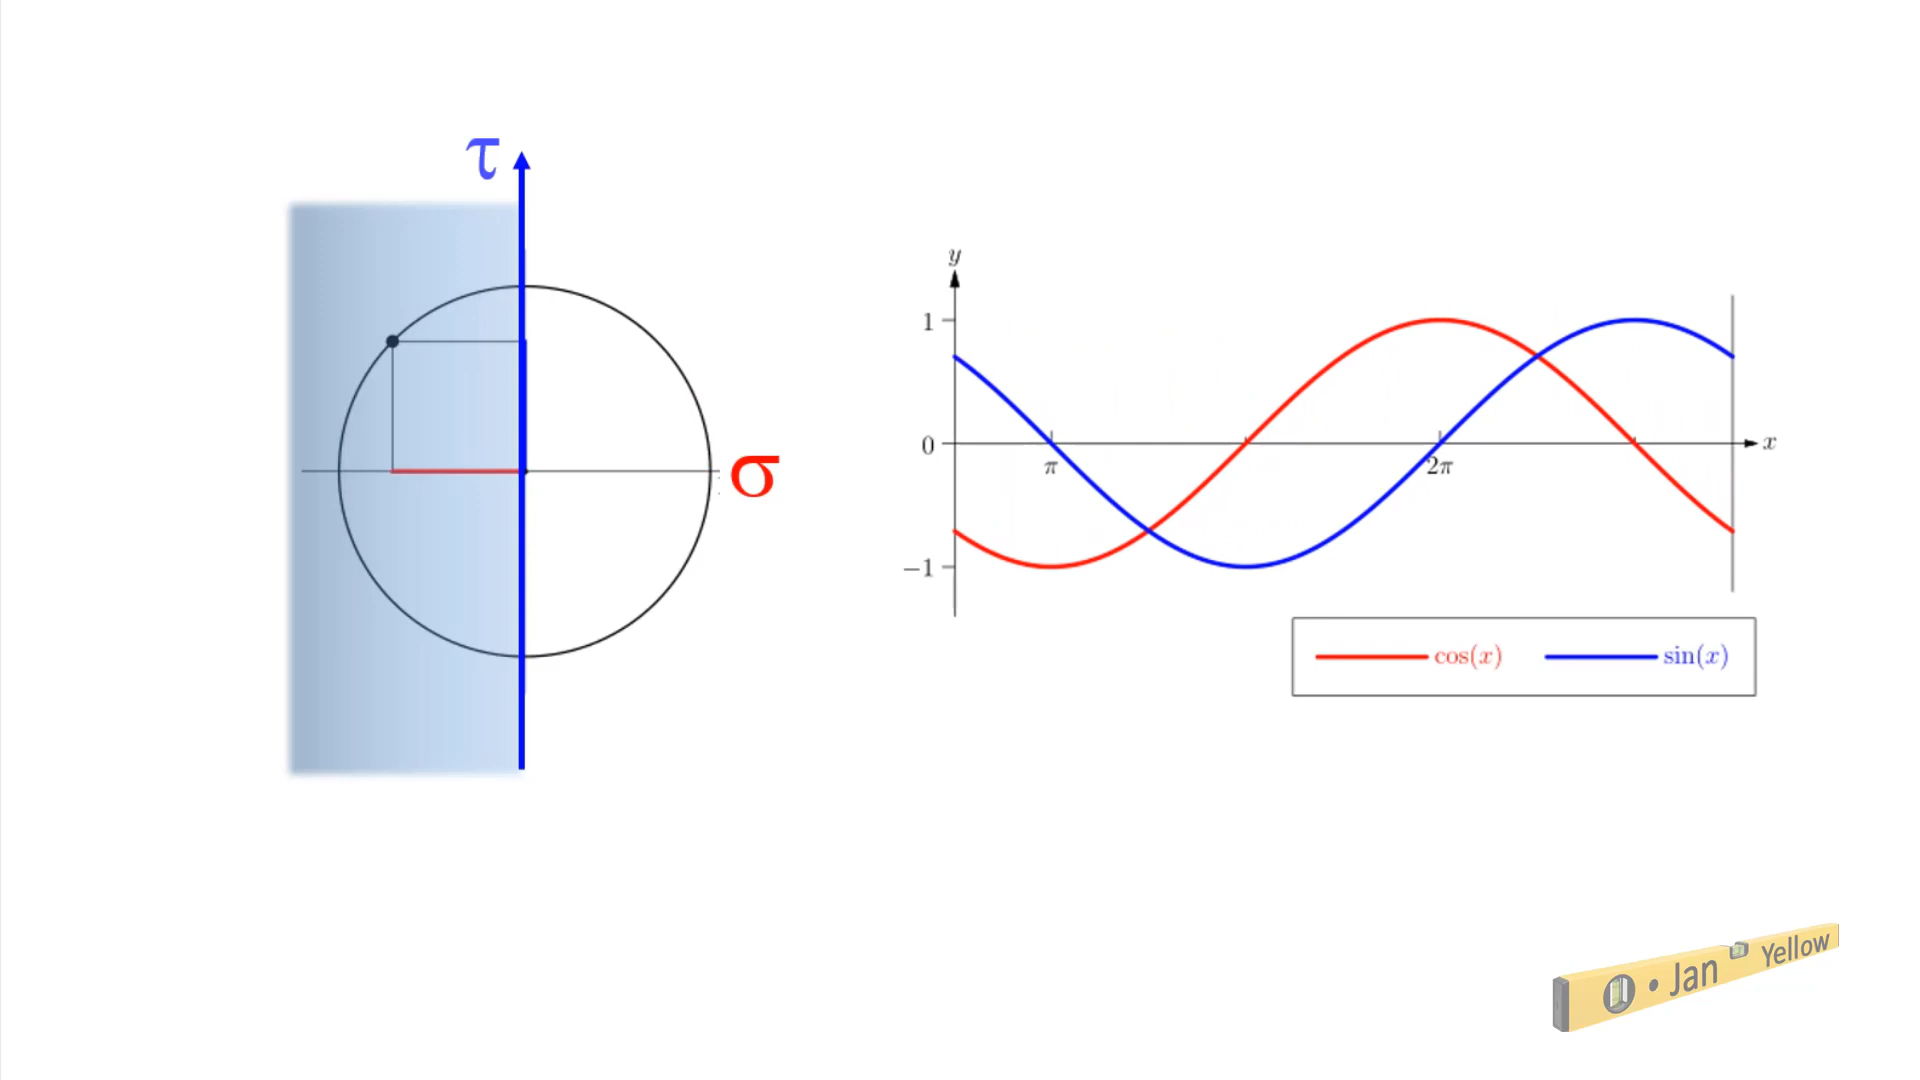 τ
σ
y
1
0
−1
π
2π
x
cos(x) sin(x)
Jan Yellow